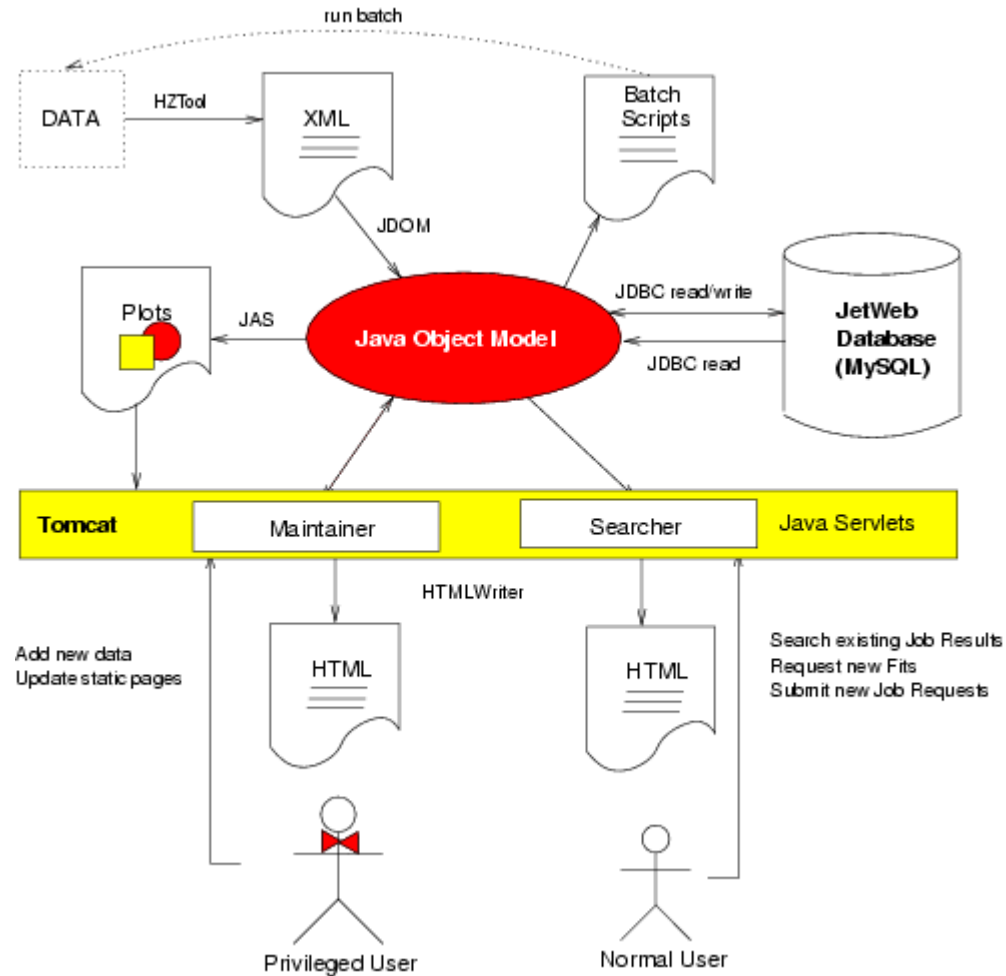 run batch
DATA
HZTool
XML
Batch
Scripts
JDOM
Plots
JAS
Java Object Model
JDBC read/write
JDBC read
JetWeb
Database
(MySQL)
Tomcat
Maintainer
Searcher
Java Servlets
HTMLWriter
Add new data
Update static pages
HTML
HTML
Search existing Job Results
Request new Fits
Submit new Job Requests
Privileged User
Normal User